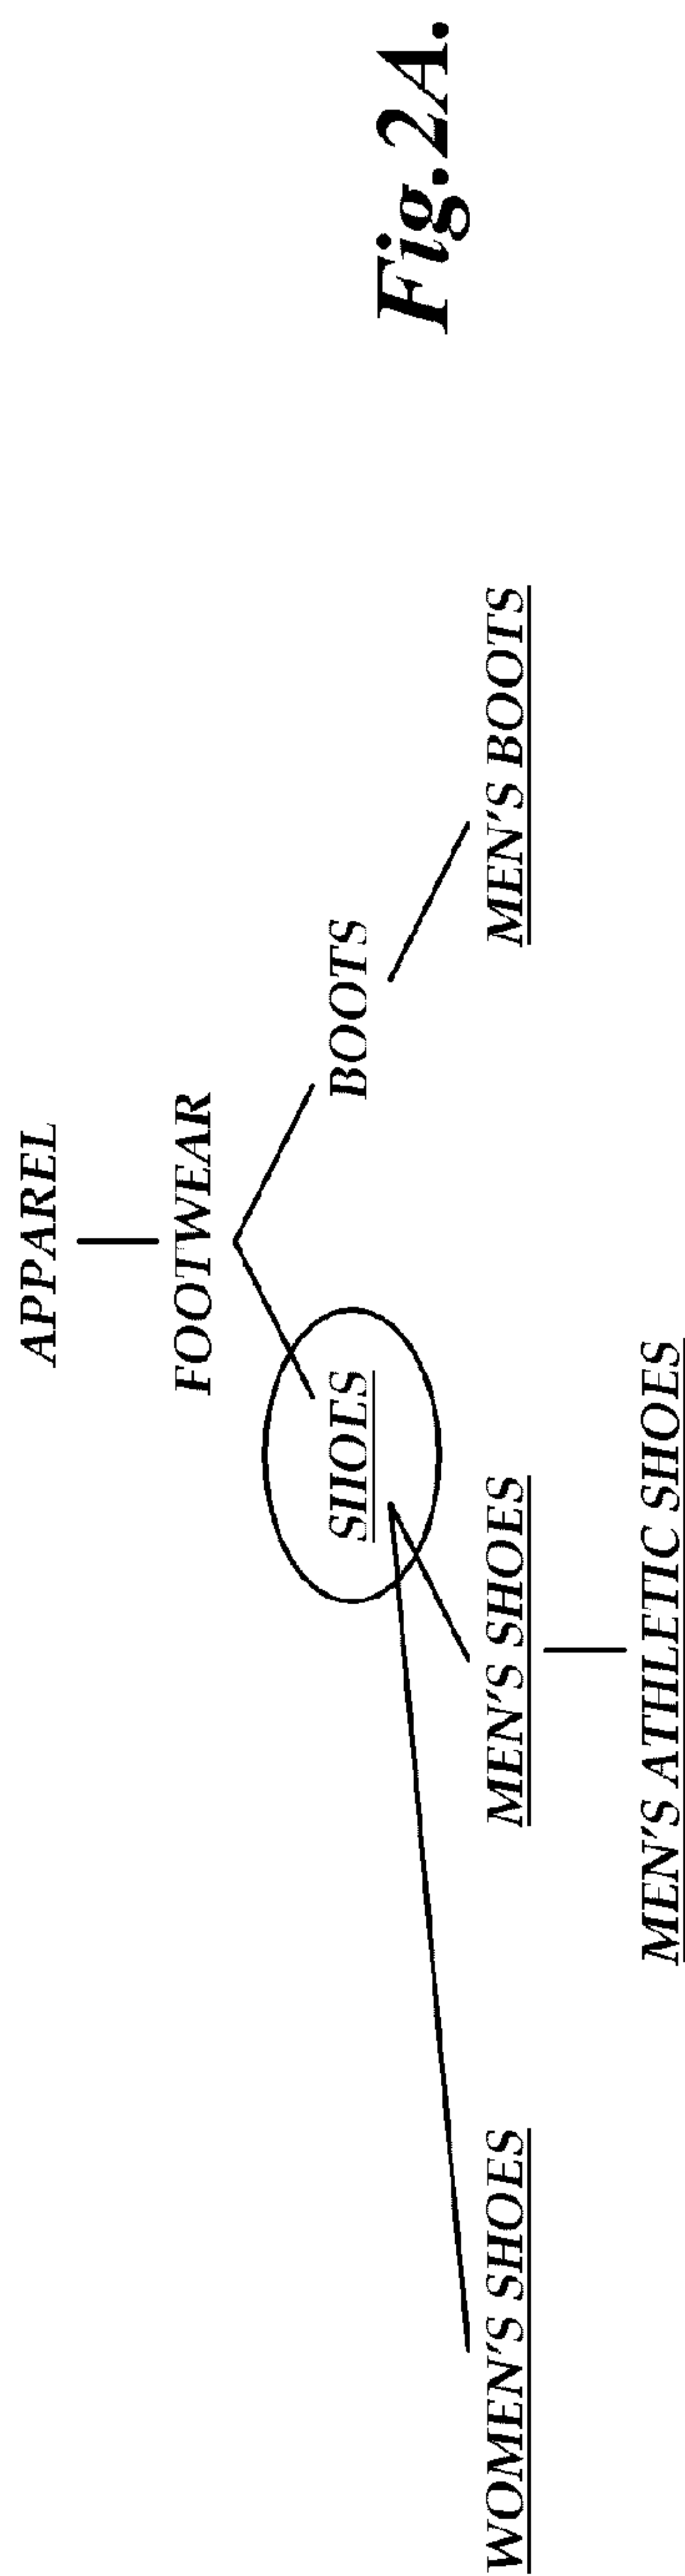 APPAREL
FOOTWEAR
SHOES
BOOTS
WOMEN'S SHOES
MEN'S SHOES
MEN'S BOOTS
MEN'S ATHLETIC SHOES
Fig.2A.